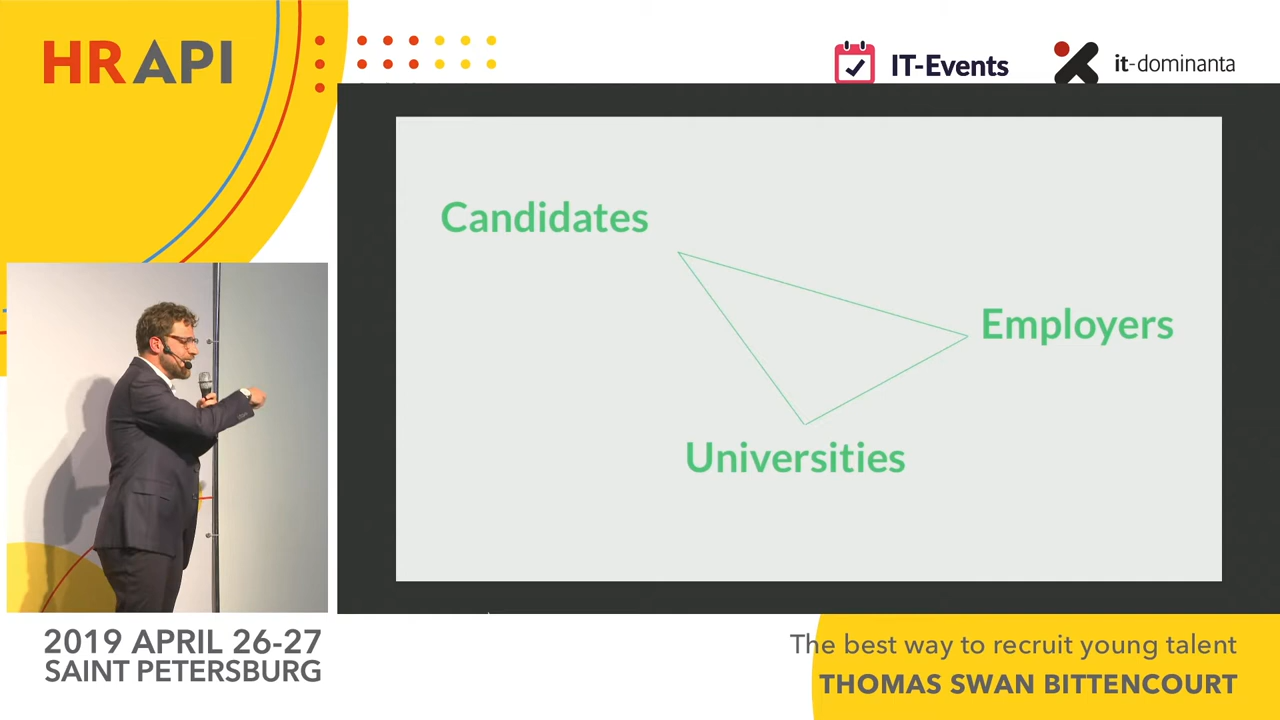 HR API
IT-Events
it-dominanta
Candidates
Employers
Universities
2019 APRIL 26-27
SAINT PETERSBURG
The best way to recruit young talent
THOMAS SWAN BITTENCOURT